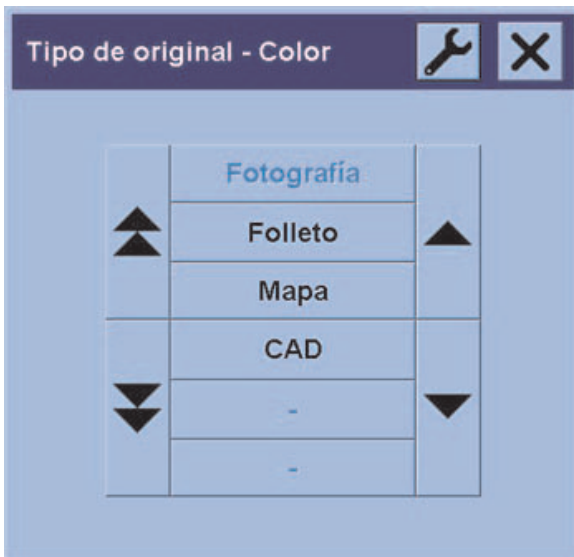 Tipo de original - Color
Fotografía
Folleto
Mapa
CAD
-
-